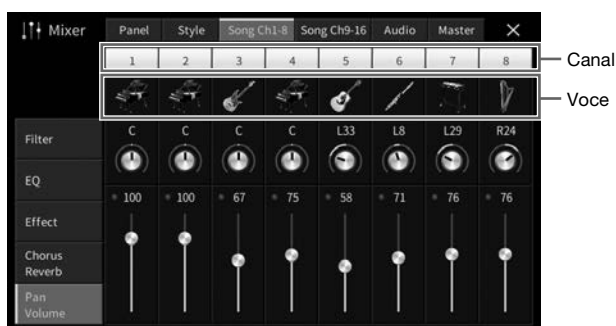 Mixer Panel Style Song Ch1-8 Song Ch9-16 Audio Master ×
1 2 3 4 5 6 7 8 Canal
Voce
Filter C C C C L33 L8 L29 R24
EQ
100 100 67 75 58 71 76 76
Effect
Chorus
Reverb
Pan
Volume